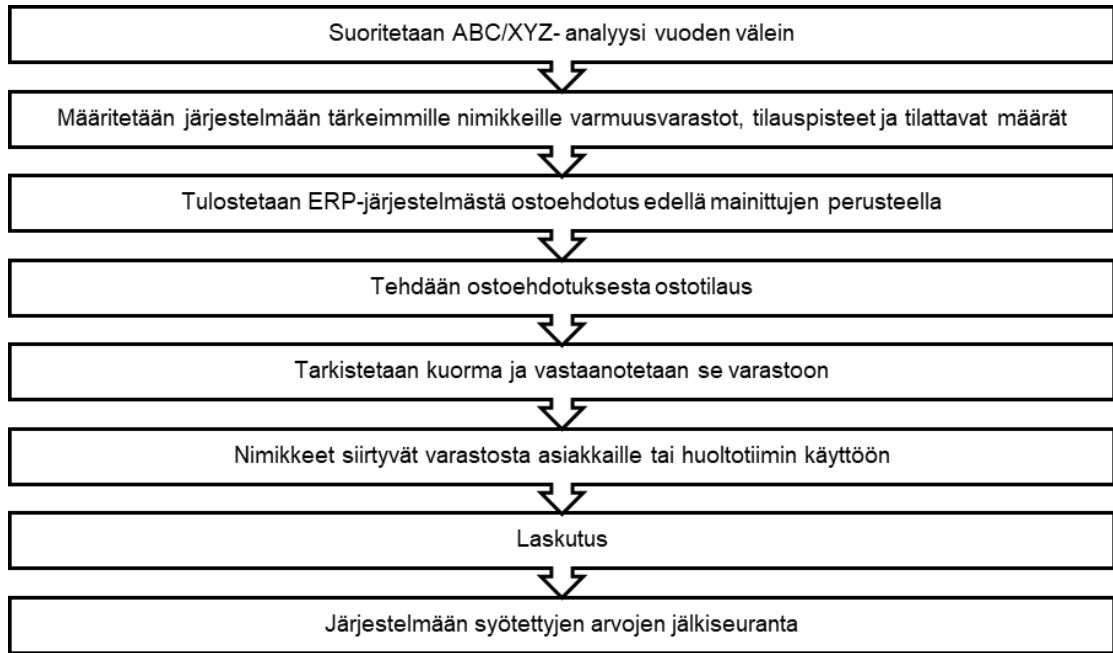 Suoritetaan ABC/XYZ- analyysi vuoden välein
Määritetään järjestelmään tärkeimmille nimikkeille varmuusvarastot, tilauspisteet ja tilattavat määrät
Tulostetaan ERP-järjestelmästä ostoehdotus edellä mainittujen perusteella
Tehdään ostoehdotuksesta ostotilaus
Tarkistetaan kuorma ja vastaanotetaan se varastoon
Nimikkeet siirtyvät varastosta asiakkaille tai huoltotiimin käyttöön
Laskutus
Järjestelmään syötettyjen arvojen jälkiseuranta